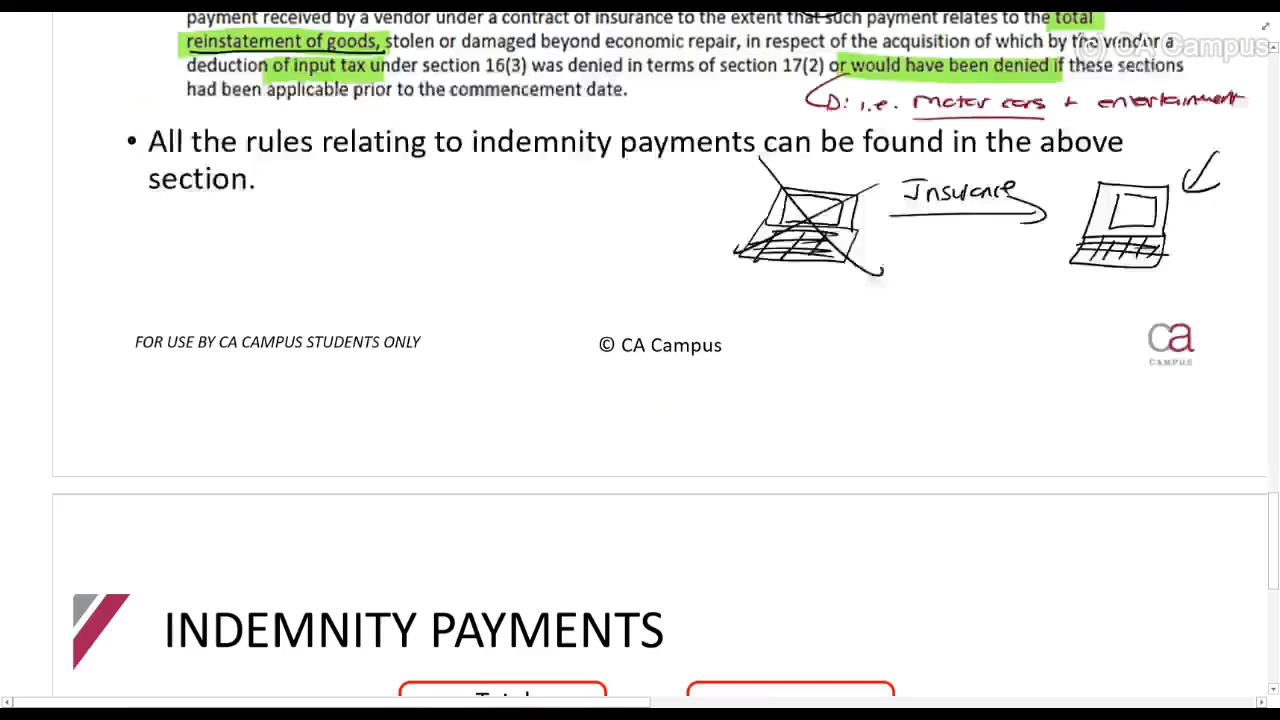 payment received by a vendor under a contract of insurance to the extent that such payment relates to the total
reinstatement of goods, stolen or damaged beyond economic repair, in respect of the acquisition of which by the vendor a
deduction of input tax under section 16(3) was denied in terms of section 17(2) or would have been denied if these sections
had been applicable prior to the commencement date.
(c) CA Campus
D: i.e. motor cars + entertainment
• All the rules relating to indemnity payments can be found in the above
section.
Insurance
FOR USE BY CA CAMPUS STUDENTS ONLY
© CA Campus
ca
CAMPUS
INDEMNITY PAYMENTS
Total